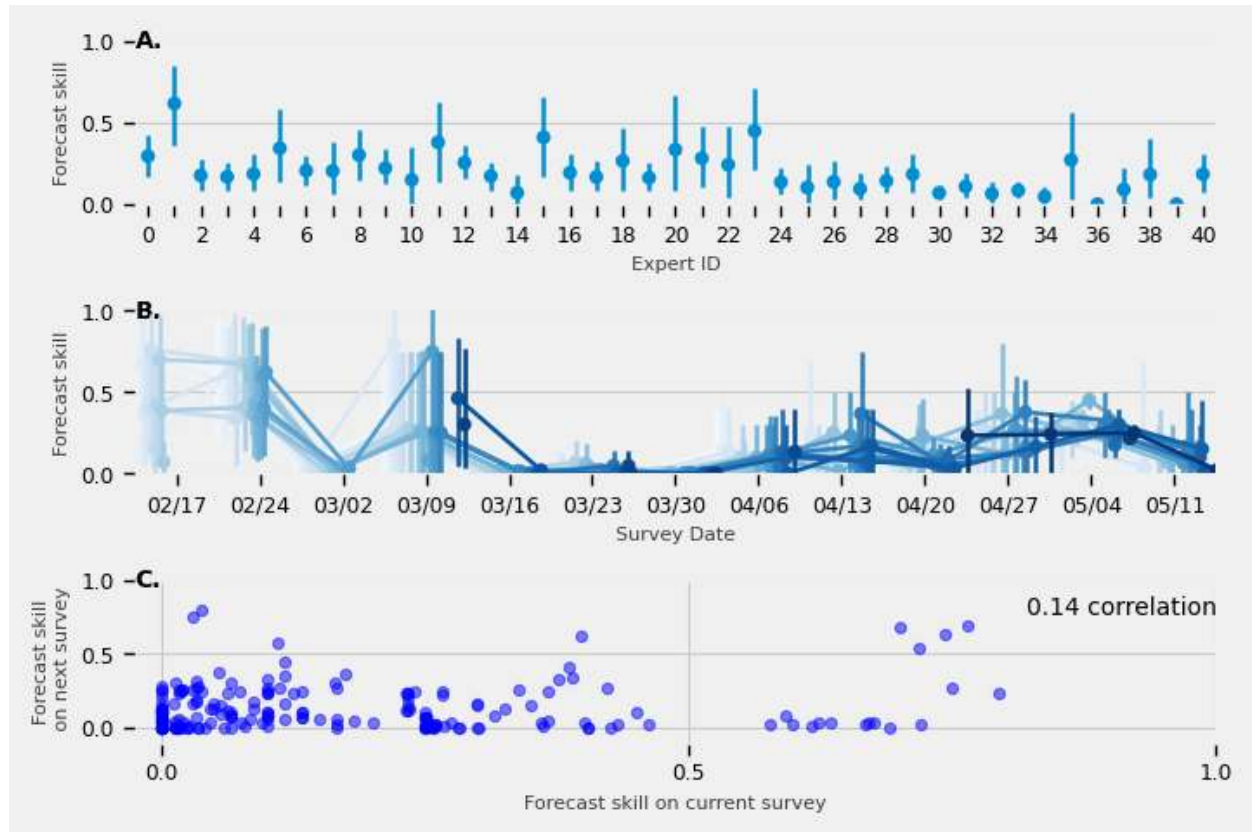 A.
Forecast skill
1.0
0.5
0.0
0 2 4 6 8 10 12 14 16 18 20 22 24 26 28 30 32 34 36 38 40
Expert ID
B.
Forecast skill
1.0
0.5
0.0
02/17 02/24 03/02 03/09 03/16 03/23 03/30 04/06 04/13 04/20 04/27 05/04 05/11
Survey Date
C.
Forecast skill
on next survey
1.0
0.5
0.0
0.14 correlation
0.0 0.5 1.0
Forecast skill on current survey